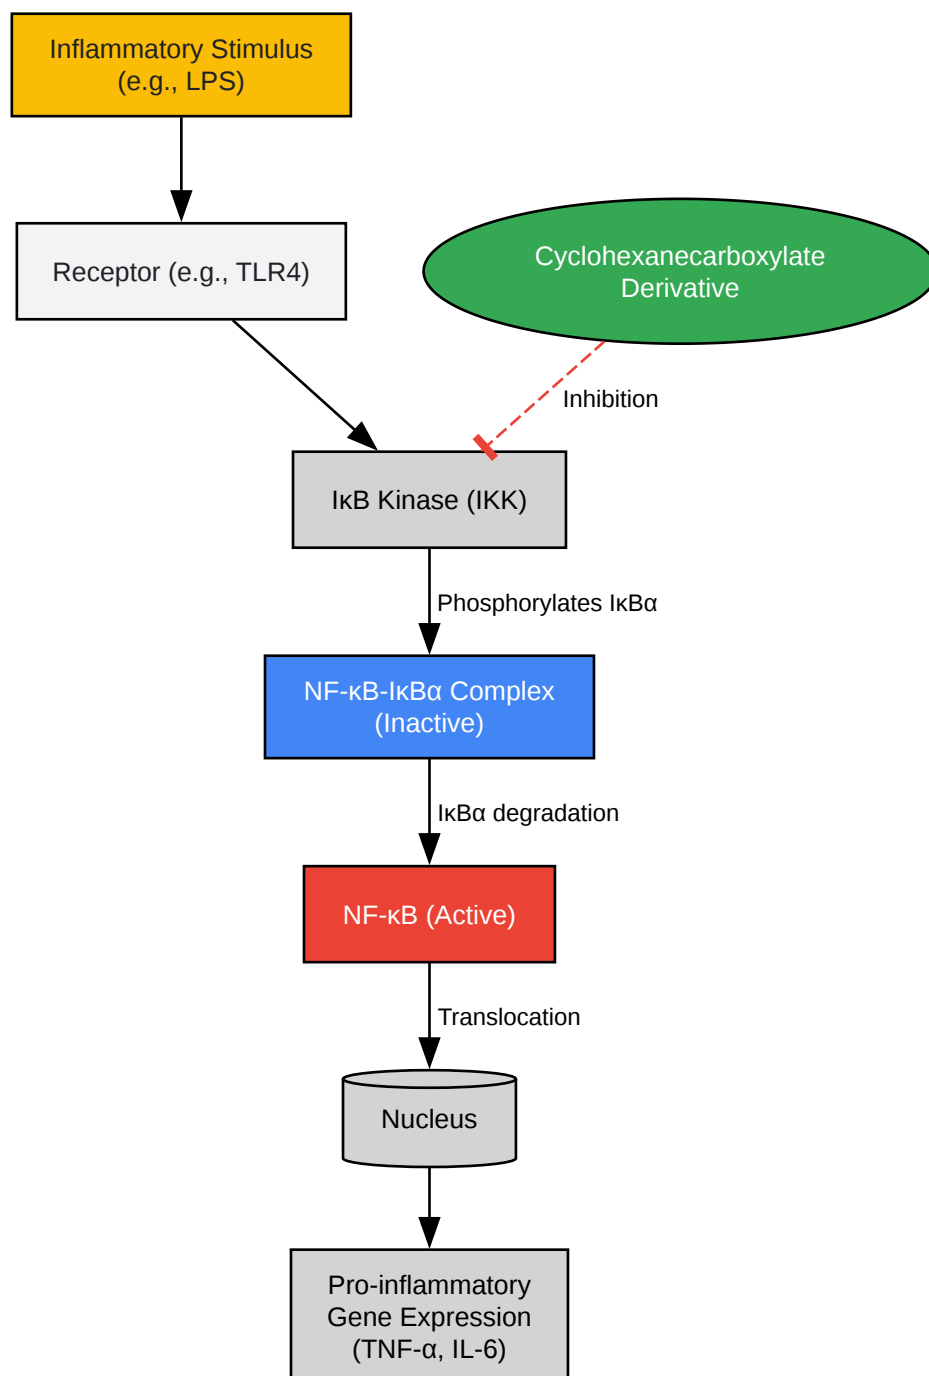 Inflammatory Stimulus
(e.g., LPS)
Receptor (e.g., TLR4)
Cyclohexanecarboxylate
Derivative
Inhibition
IκB Kinase (IKK)
Phosphorylates IκBα
NF-κB-IκBα Complex
(Inactive)
IκBα degradation
NF-κB (Active)
Translocation
Nucleus
Pro-inflammatory
Gene Expression
(TNF-α, IL-6)